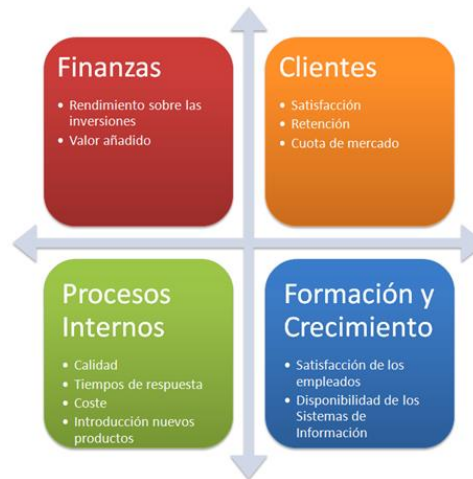 Finanzas
• Rendimiento sobre las
inversiones
• Valor añadido
Clientes
• Satisfacción
• Retención
• Cuota de mercado
Procesos
Internos
• Calidad
• Tiempos de respuesta
• Coste
• Introducción nuevos
productos
Formación y
Crecimiento
• Satisfacción de los
empleados
• Disponibilidad de los
Sistemas de
Información